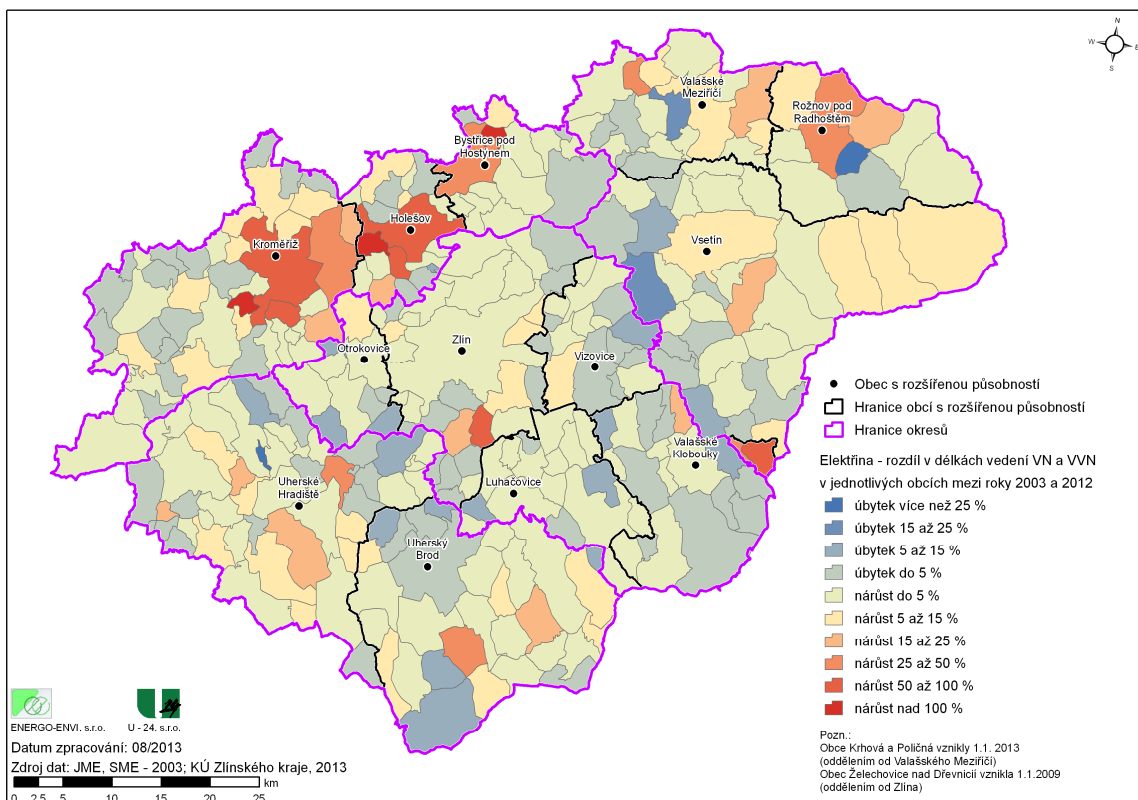 N
W
E
S
Valašské
Meziříčí
Rožnov pod
Radhoštěm
Bystřice pod
Hostýnem
Holešov
Kroměříž
Vsetín
Zlín
Otrokovice
Vizovice
Valašské
Klobouky
Luhačovice
Uherské
Hradiště
Uherský
Brod
Obec s rozšířenou působností
Hranice obcí s rozšířenou působností
Hranice okresů
Elektřina - rozdíl v délkách vedení VN a VVN
v jednotlivých obcích mezi roky 2003 a 2012
úbytek více než 25 %
úbytek 15 až 25 %
úbytek 5 až 15 %
úbytek do 5 %
nárůst do 5 %
nárůst 5 až 15 %
nárůst 15 až 25 %
nárůst 25 až 50 %
nárůst 50 až 100 %
nárůst nad 100 %
Pozn.:
Obce Krhová a Poličná vznikly 1.1. 2013
(oddělením od Valašského Meziříčí)
Obec Želechovice nad Dřevnicií vznikla 1.1.2009
(oddělením od Zlína)
ENERGO-ENVI. s.r.o.
U - 24. s.r.o.
Datum zpracování: 08/2013
Zdroj dat: JME, SME - 2003; KÚ Zlínského kraje, 2013
km
0 2,5 5 10 15 20 25